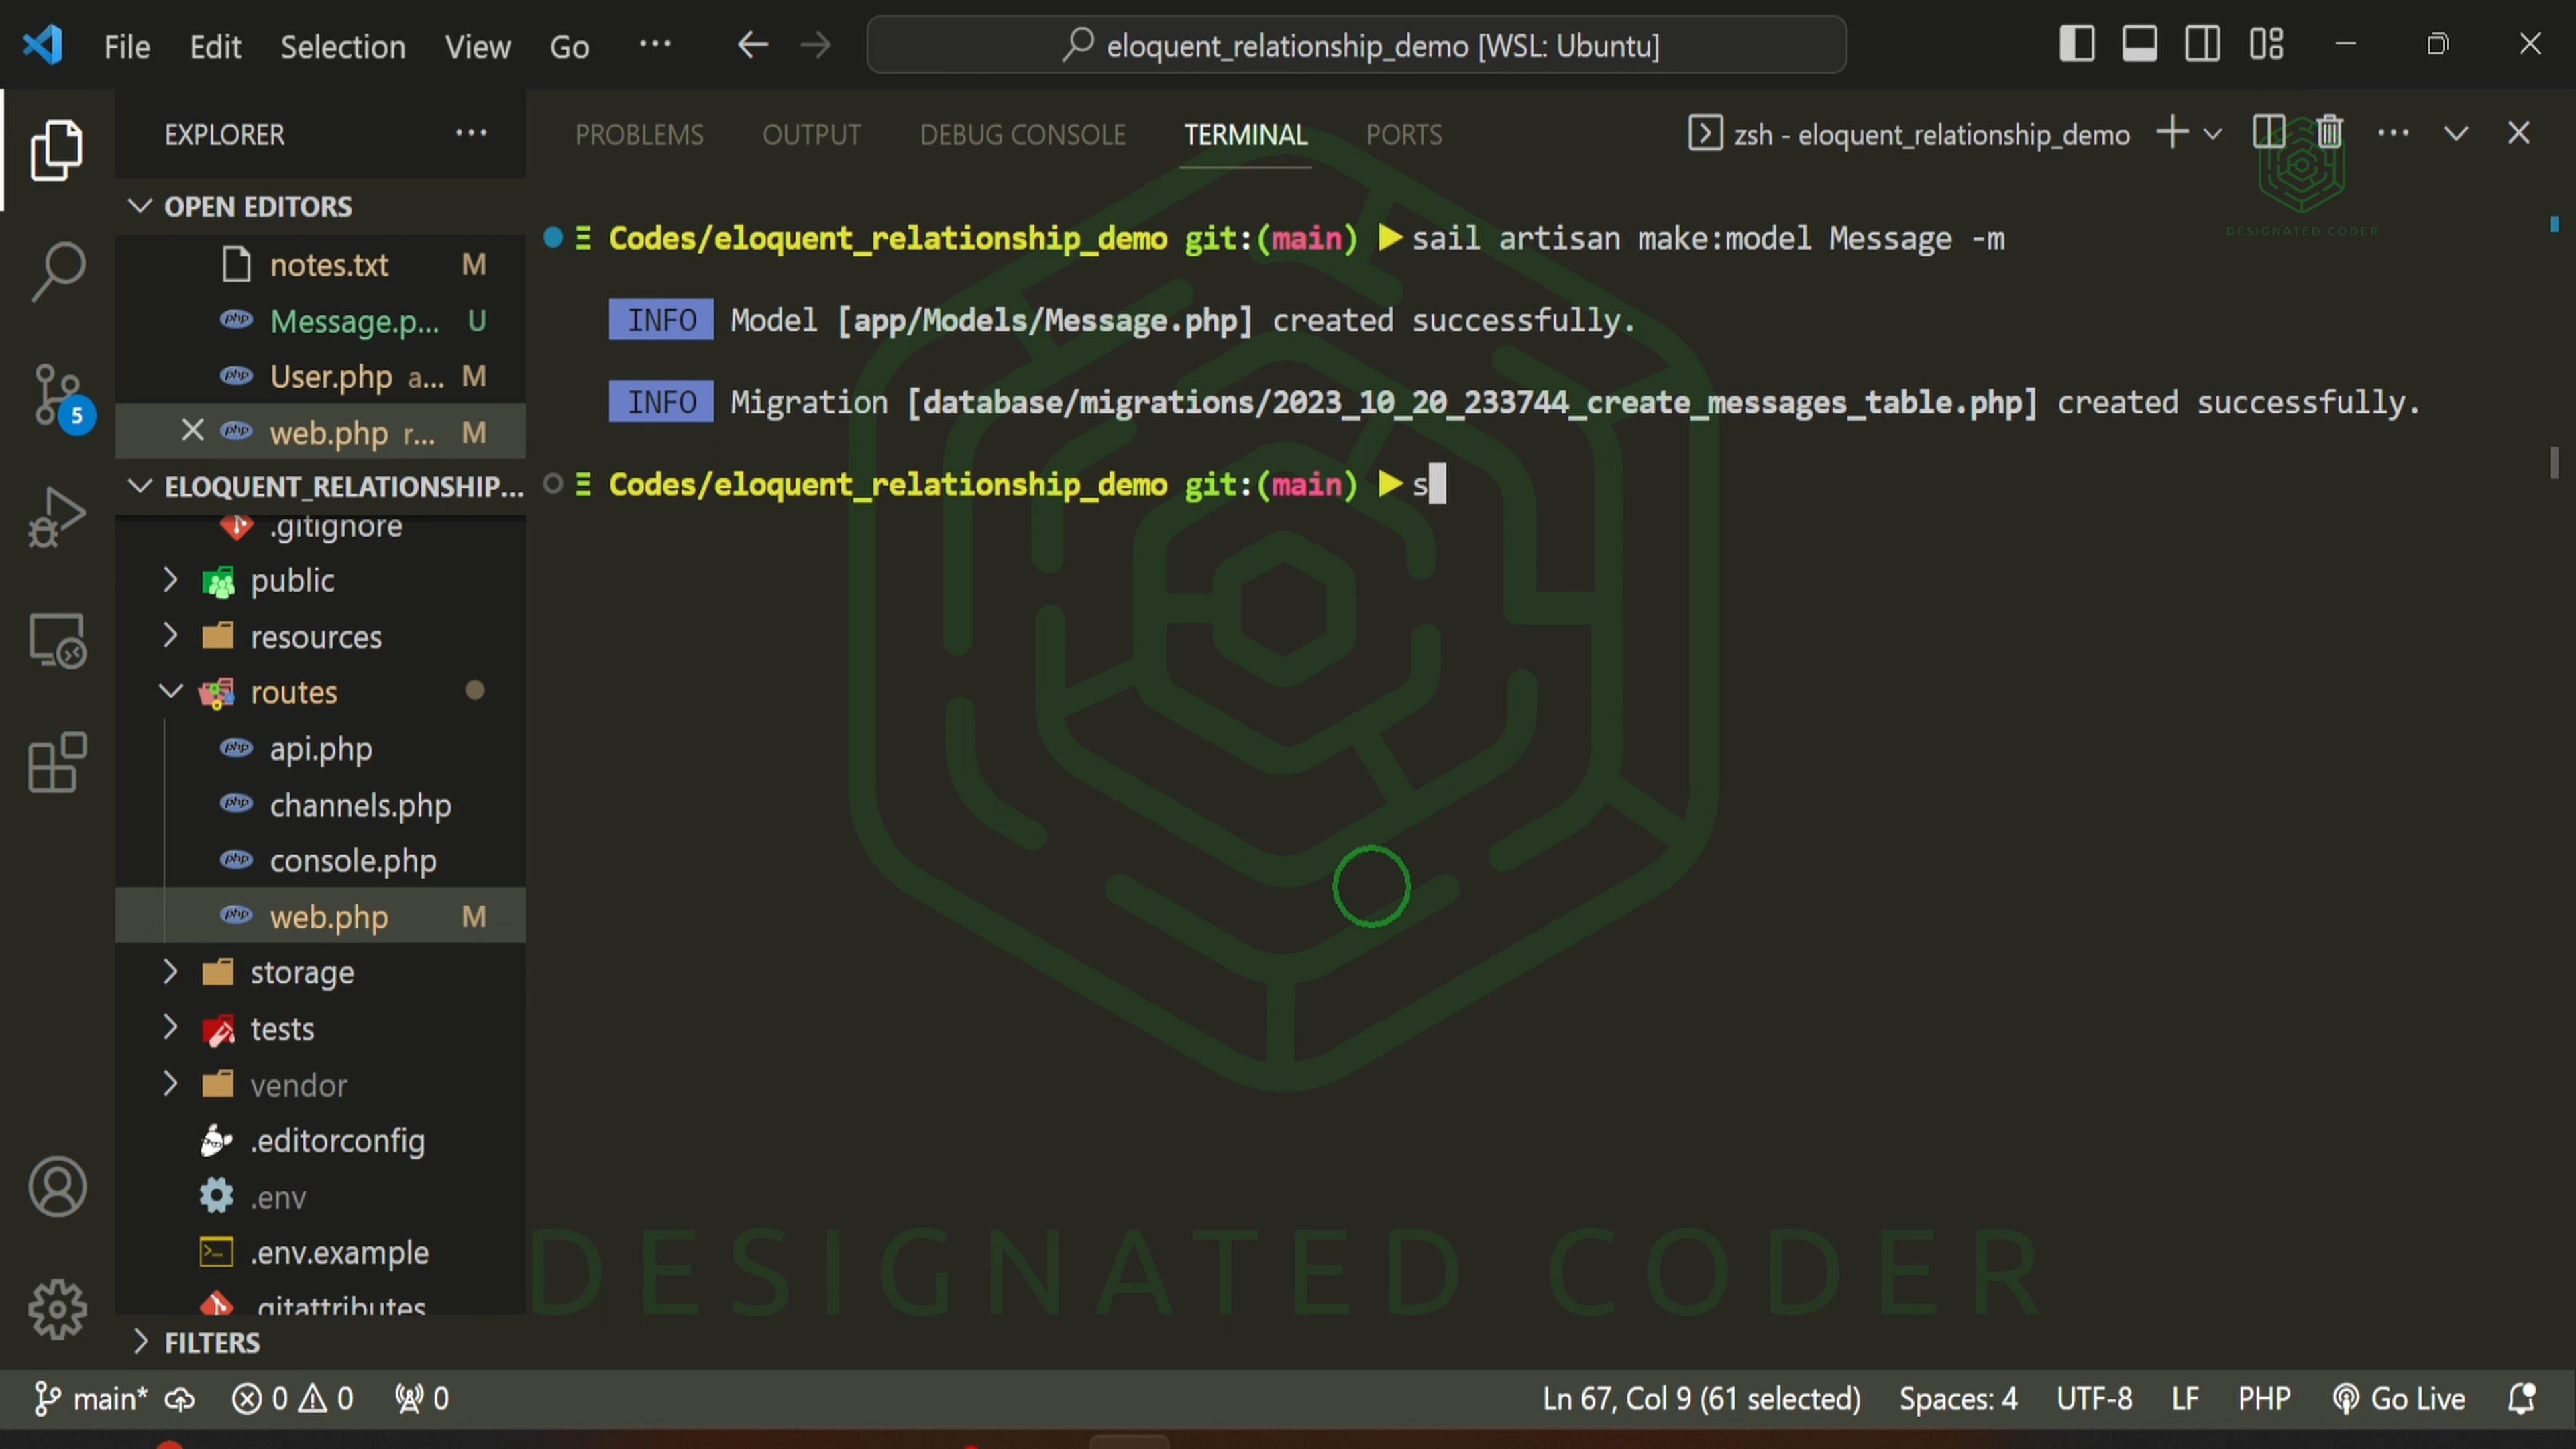 File Edit Selection View Go ...
eloquent_relationship_demo [WSL: Ubuntu]
EXPLORER
OPEN EDITORS
notes.txt M
Message.p... U
User.php a... M
web.php r... M
ELOQUENT_RELATIONSHIP...
.gitignore
public
resources
routes
api.php
channels.php
console.php
web.php M
storage
tests
vendor
.editorconfig
.env
.env.example
.gitattributes
FILTERS
5
PROBLEMS OUTPUT DEBUG CONSOLE TERMINAL PORTS
zsh - eloquent_relationship_demo
DESIGNATED CODER
Codes/eloquent_relationship_demo git:(main) ▶sail artisan make:model Message -m
INFO Model [app/Models/Message.php] created successfully.
INFO Migration [database/migrations/2023_10_20_233744_create_messages_table.php] created successfully.
Codes/eloquent_relationship_demo git:(main) ▶s
DESIGNATED CODER
main* 0 0 0
Ln 67, Col 9 (61 selected) Spaces: 4 UTF-8 LF PHP Go Live